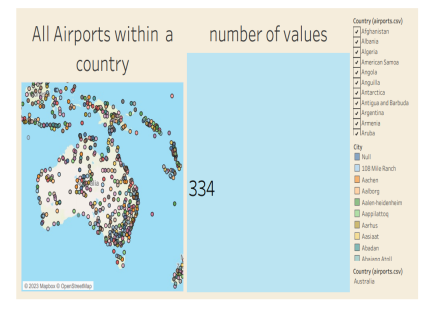 All Airports within a
country
number of values
334
© 2023 Mapbox © OpenStreetMap
Country (airports.csv)
Afghanistan
Albania
Algeria
American Samoa
Angola
Anguilla
Antarctica
Antigua and Barbuda
Argentina
Armenia
Aruba
City
Null
108 Mile Ranch
Aachen
Aalborg
Aalen-heidenheim
Aappilattoq
Aarhus
Aasiaat
Abadan
Country (airports.csv)
Australia